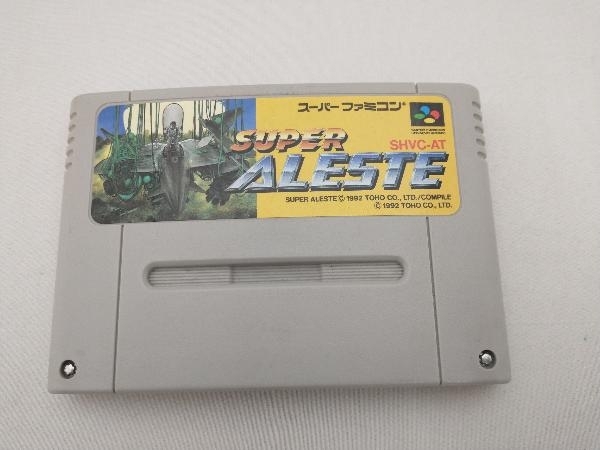 スーパーファミコン®
SUPER
SHVC-AT
ALESTE
SUPER ALESTE © 1992 TOHO CO., LTD./COMPILE
© 1992 TOHO CO., LTD.